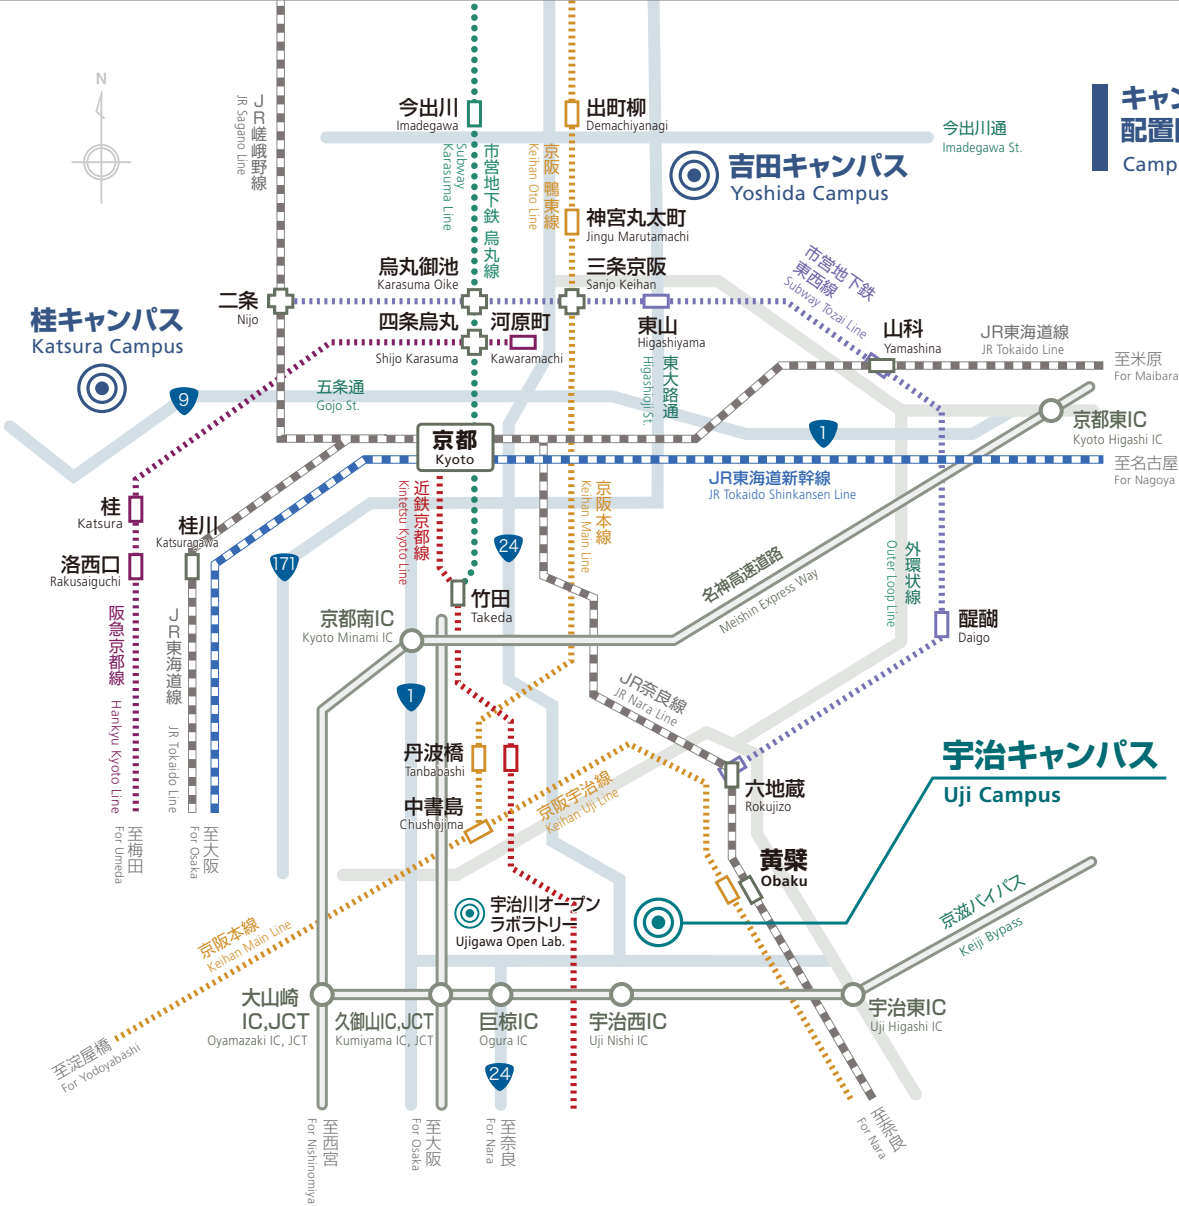 N
JR嵯峨野線
JR Sagano Line
今出川
Imadegawa
出町柳
Demachiyanagi
今出川通
Imadegawa St.
キャン
配置
Camp
市営地下鉄 烏丸線
Subway
Karasuma Line
京阪 鴨東線
Keihan Oto Line
吉田キャンパス
Yoshida Campus
神宮丸太町
Jingu Marutamachi
烏丸御池
Karasuma Oike
三条京阪
Sanjo Keihan
市営地下鉄
東西線
Subway Tozai Line
二条
Nijo
桂キャンパス
Katsura Campus
四条烏丸
Shijo Karasuma
河原町
Kawaramachi
東山
Higashiyama
東大路通
Higashioji St.
山科
Yamashina
JR東海道線
JR Tokaido Line
至米原
For Maibara
9
五条通
Gojo St.
1
京都東IC
Kyoto Higashi IC
京都
Kyoto
至名古屋
For Nagoya
JR東海道新幹線
JR Tokaido Shinkansen Line
桂
Katsura
桂川
Katsuragawa
洛西口
Rakusaiguchi
171
近鉄京都線
Kintetsu Kyoto Line
24
京阪本線
Keihan Main Line
名神高速道路
Meishin Express Way
外環状線
Outer Loop Line
竹田
Takeda
京都南IC
Kyoto Minami IC
醍醐
Daigo
阪急京都線
Hankyu Kyoto Line
JR東海道線
JR Tokaido Line
1
JR奈良線
JR Nara Line
丹波橋
Tanbabashi
中書島
Chushojima
京阪宇治線
Keihan Uji Line
六地蔵
Rokujizo
宇治キャンパス
Uji Campus
至梅田
For Umeda
至大阪
For Osaka
黄檗
Obaku
宇治川オープン
ラボラトリー
Ujigawa Open Lab.
京阪本線
Keihan Main Line
京滋バイパス
Keiji Bypass
大山崎
IC,JCT
Oyamazaki IC, JCT
久御山IC,JCT
Kumiyama IC, JCT
巨椋IC
Ogura IC
宇治西IC
Uji Nishi IC
宇治東IC
Uji Higashi IC
至淀屋橋
For Yodoyabashi
24
至西宮
For Nishinomiya
至大阪
For Osaka
至奈良
For Nara
至奈良
For Nara